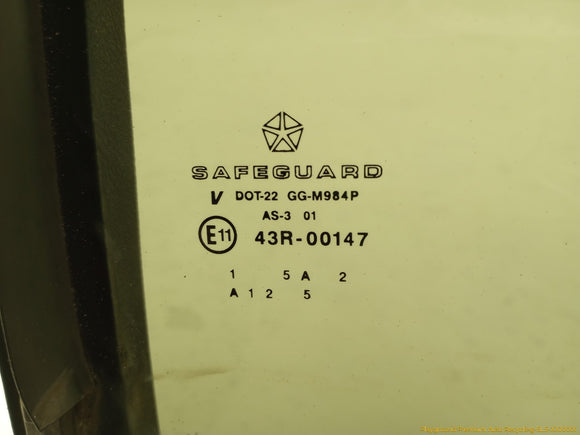 SAFEGUARD
V DOT-22 GG-M984P
AS-3 01
E11 43R-00147
1 5 A 2
A 1 2 5